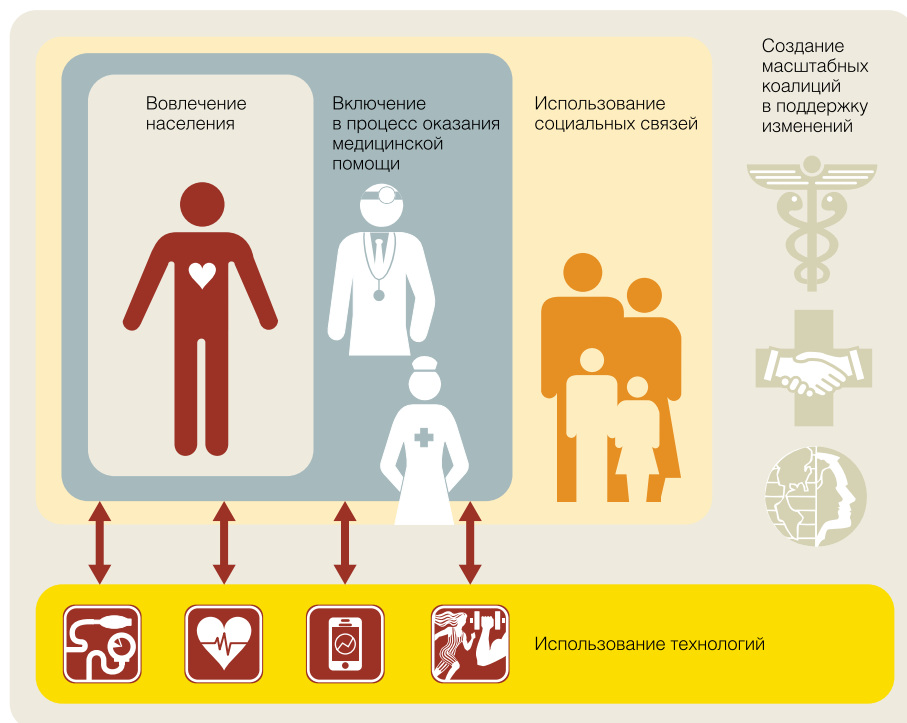 Вовлечение
населения
Включение
в процесс оказания
медицинской
помощи
Использование
социальных связей
Создание
масштабных
коалиций
в поддержку
изменений
Использование технологий